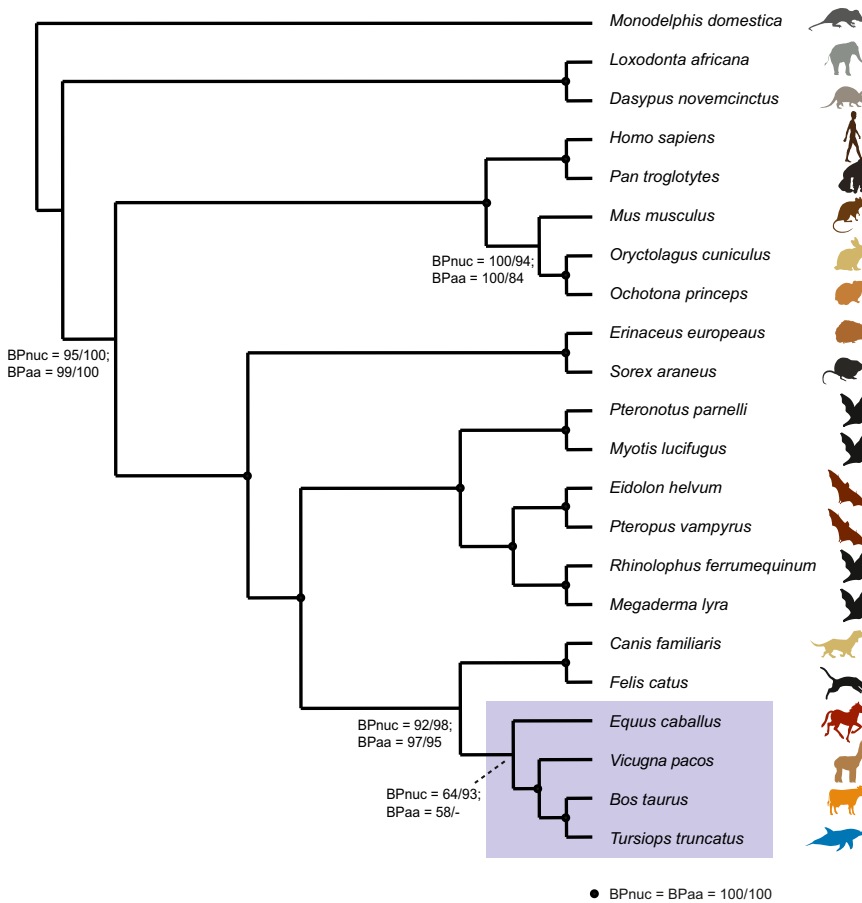 Monodelphis domestica
Loxodonta africana
Dasypus novemcinctus
Homo sapiens
Pan troglotytes
Mus musculus
BPnuc = 100/94;
BPaa = 100/84
Oryctolagus cuniculus
Ochotona princeps
Erinaceus europeaus
BPnuc = 95/100;
BPaa = 99/100
Sorex araneus
Pteronotus parnelli
Myotis lucifugus
Eidolon helvum
Pteropus vampyrus
Rhinolophus ferrumequinum
Megaderma lyra
Canis familiaris
Felis catus
BPnuc = 92/98;
BPaa = 97/95
Equus caballus
Vicugna pacos
BPnuc = 64/93;
BPaa = 58/-
Bos taurus
Tursiops truncatus
BPnuc = BPaa = 100/100